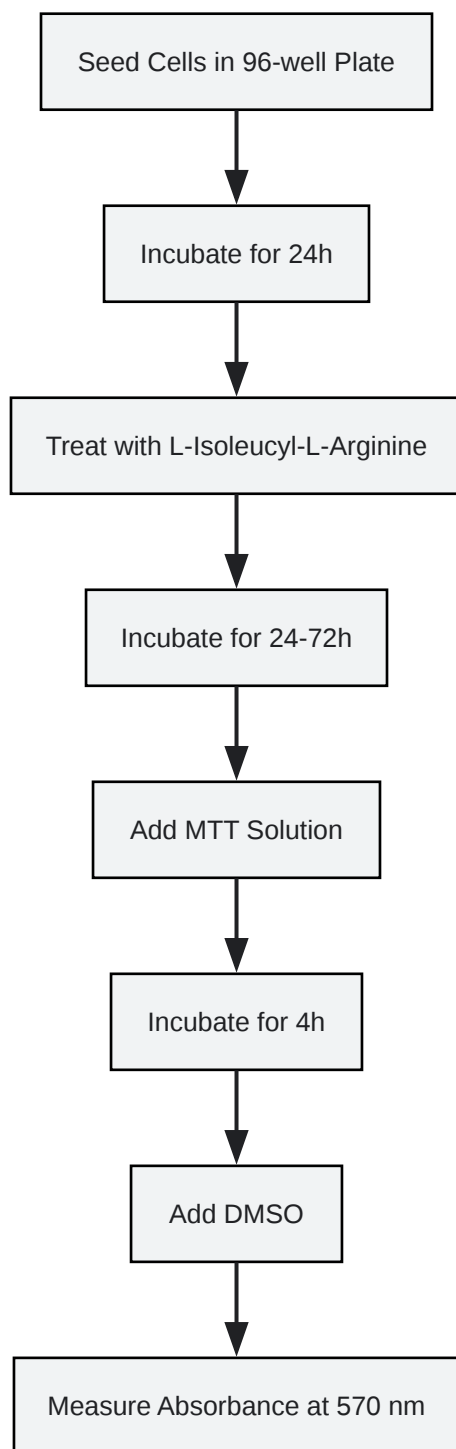 Seed Cells in 96-well Plate
Incubate for 24h
Treat with L-Isoleucyl-L-Arginine
Incubate for 24-72h
Add MTT Solution
Incubate for 4h
Add DMSO
Measure Absorbance at 570 nm